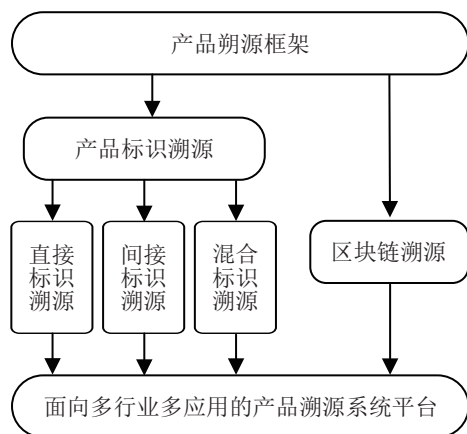 产品朔源框架
产品标识溯源
直接
标识
溯源
间接
标识
溯源
混合
标识
溯源
区块链溯源
面向多行业多应用的产品溯源系统平台